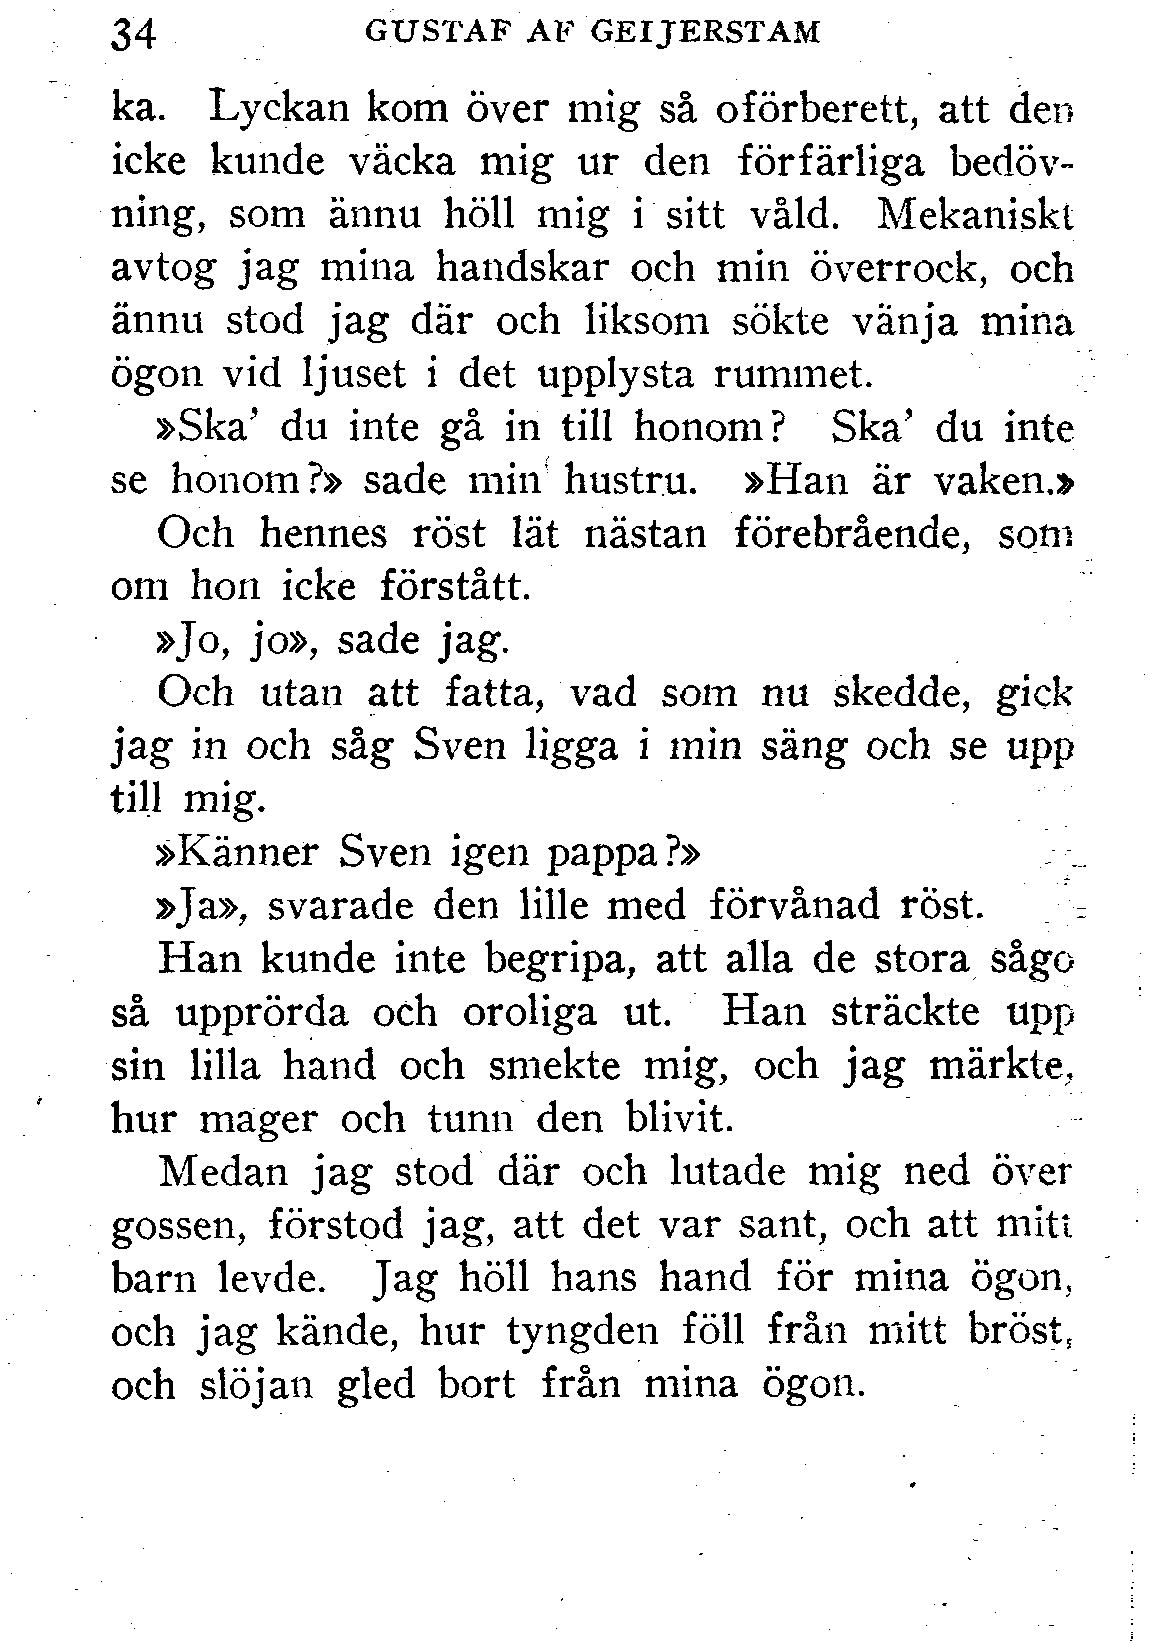 34 GUSTAF AF GEIJERSTAM
ka. Lyckan kom över mig så oförberett, att den
icke kunde väcka mig ur den förfärliga bedöv-
ning, som ännu höll mig i sitt våld. Mekaniskt
avtog jag mina handskar och min överrock, och
ännu stod jag där och liksom sökte vänja mina
ögon vid ljuset i det upplysta rummet.
»Ska’ du inte gå in till honom? Ska’ du inte
se honom?» sade min hustru. »Han är vaken.»
Och hennes röst lät nästan förebrående, som
om hon icke förstått.
»Jo, jo», sade jag.
Och utan att fatta, vad som nu skedde, gick
jag in och såg Sven ligga i min säng och se upp
till mig.
»Känner Sven igen pappa?»
»Ja», svarade den lille med förvånad röst.
Han kunde inte begripa, att alla de stora sågo
så upprörda och oroliga ut. Han sträckte upp
sin lilla hand och smekte mig, och jag märkte,
hur mager och tunn den blivit.
Medan jag stod där och lutade mig ned över
gossen, förstod jag, att det var sant, och att mitt
barn levde. Jag höll hans hand för mina ögon,
och jag kände, hur tyngden föll från mitt bröst,
och slöjan gled bort från mina ögon.